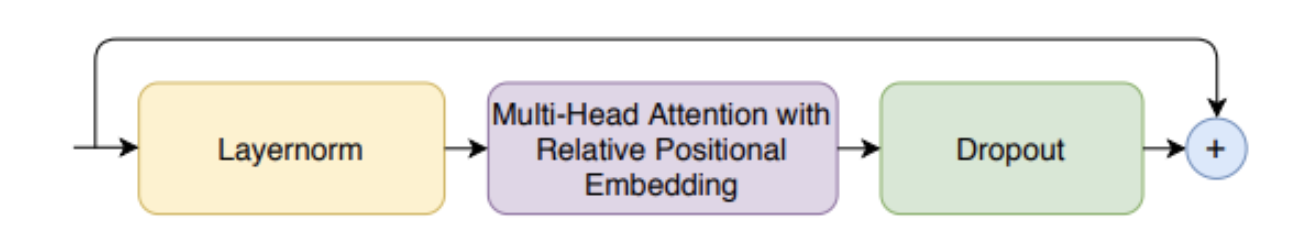 Layernorm
Multi-Head Attention with
Relative Positional
Embedding
Dropout
+